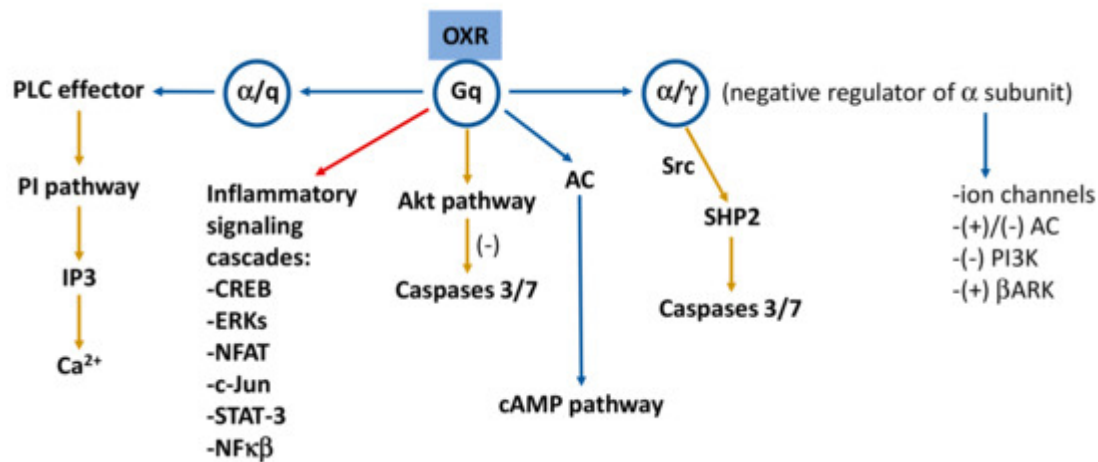 OXR
PLC effector
α/q
Gq
α/γ
(negative regulator of α subunit)
PI pathway
IP3
Ca²⁺
Inflammatory
signaling
cascades:
-CREB
-ERKs
-NFAT
-c-Jun
-STAT-3
-NFκβ
Akt pathway
(-)
Caspases 3/7
AC
cAMP pathway
Src
SHP2
Caspases 3/7
-ion channels
-(+)/(-) AC
-(-) PI3K
-(+) βARK